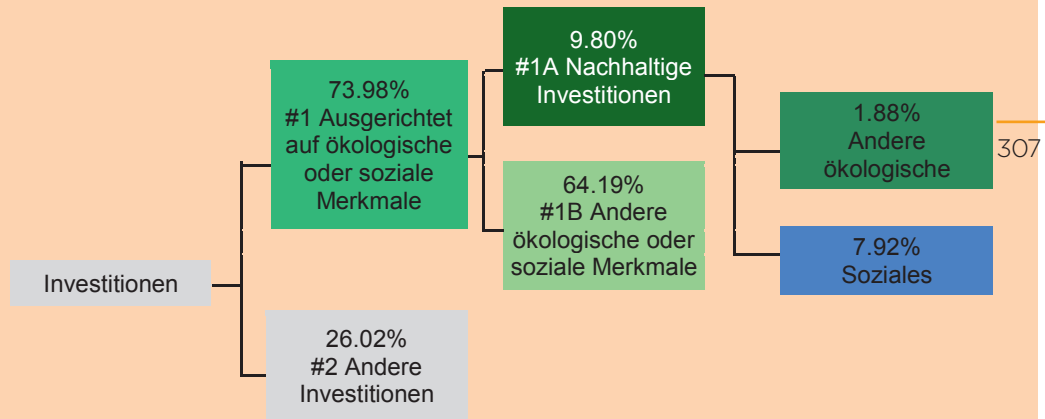 9.80%
#1A Nachhaltige
Investitionen
73.98%
#1 Ausgerichtet
auf ökologische
oder soziale
Merkmale
1.88%
Andere
ökologische
307
64.19%
#1B Andere
ökologische oder
soziale Merkmale
7.92%
Soziales
Investitionen
26.02%
#2 Andere
Investitionen